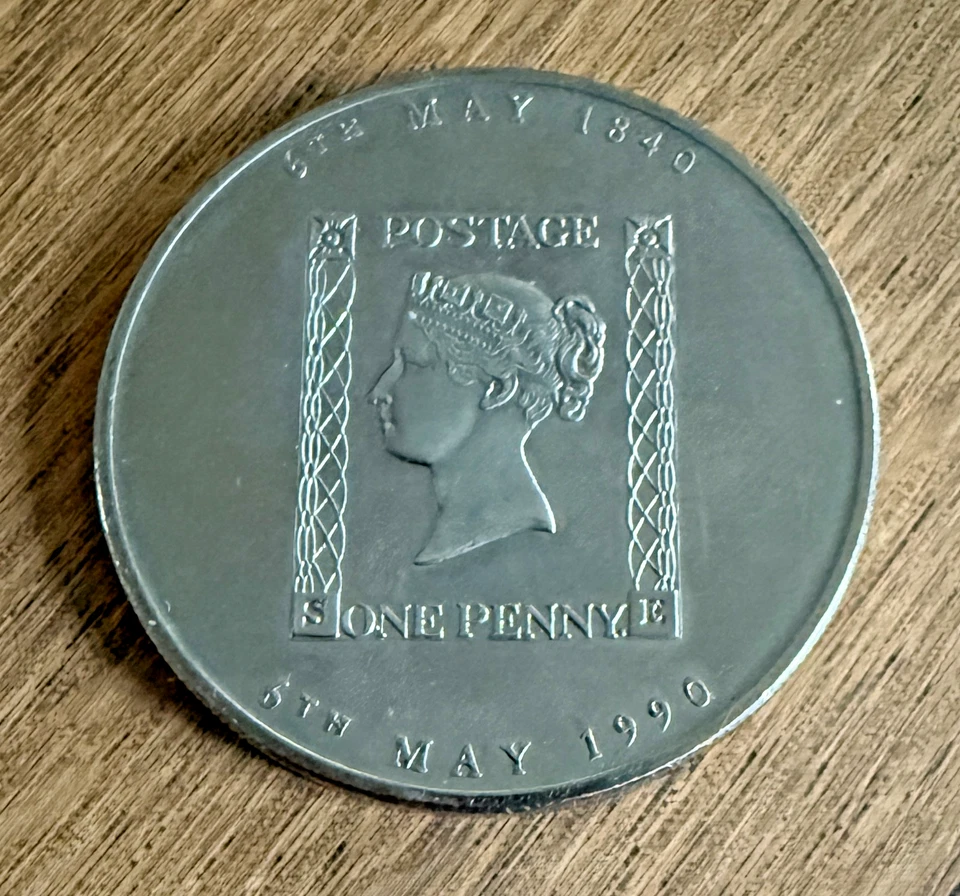 6TH MAY 1840
POSTAGE
S ONE PENNY. E
6TH MAY 1990